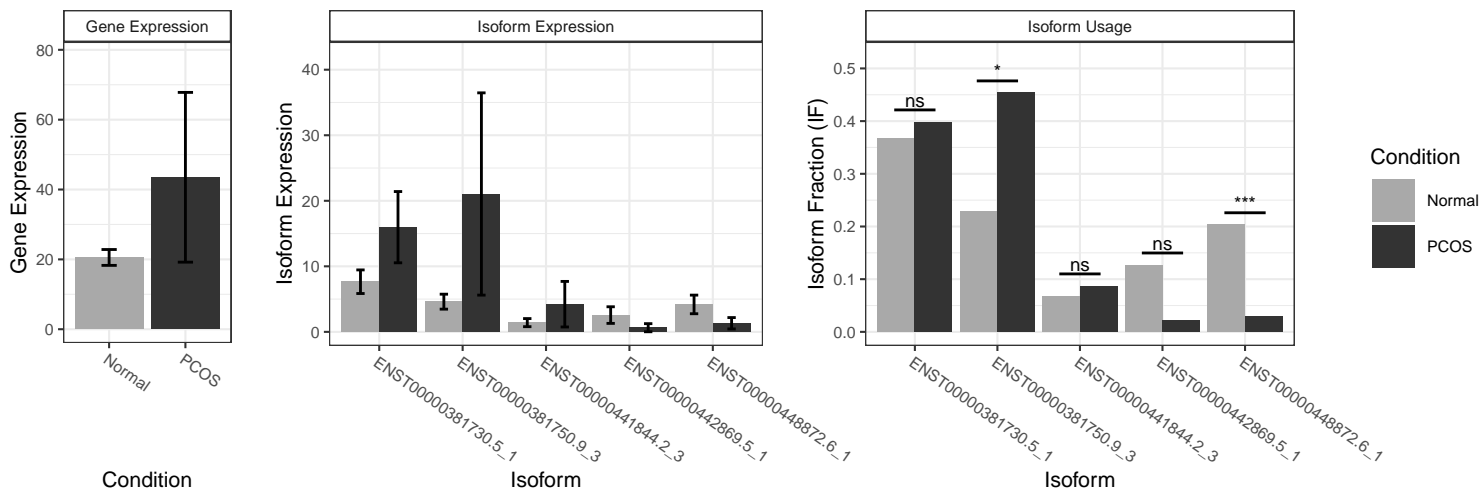 Gene Expression
Isoform Expression
Isoform Usage
Gene Expression
80
60
40
20
0
Normal
PCOS
Condition
Isoform Expression
40
30
20
10
0
ENST00000381730.5_1
ENST00000381750.9_3
ENST00000441844.2_3
ENST00000442869.5_1
ENST00000448872.6_1
Isoform
Isoform Fraction (IF)
0.5
0.4
0.3
0.2
0.1
0.0
ns
*
ns
ns
***
ENST00000381730.5_1
ENST00000381750.9_3
ENST00000441844.2_3
ENST00000442869.5_1
ENST00000448872.6_1
Isoform
Condition
Normal
PCOS